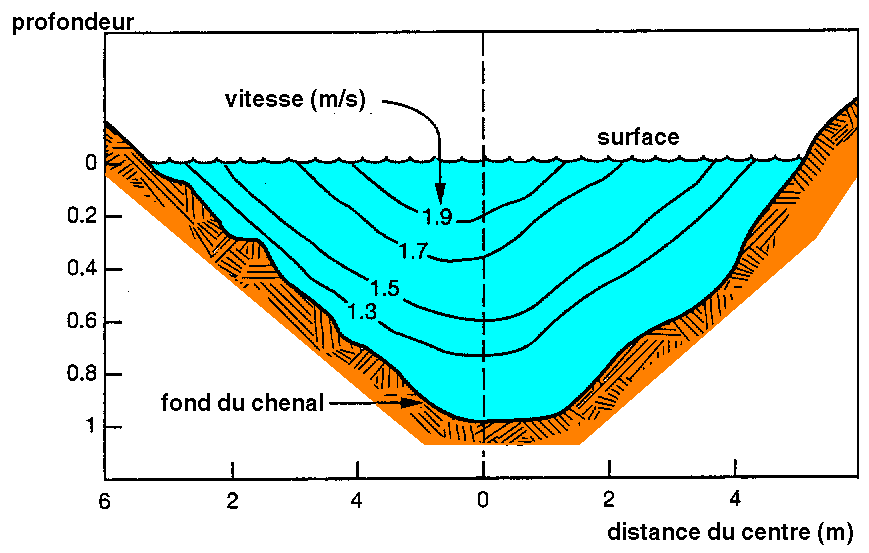 profondeur
vitesse (m/s)
surface
0
0.2
0.4
0.6
0.8
1
1.9
1.7
1.5
1.3
fond du chenal
6 2 0 2 4
distance du centre (m)